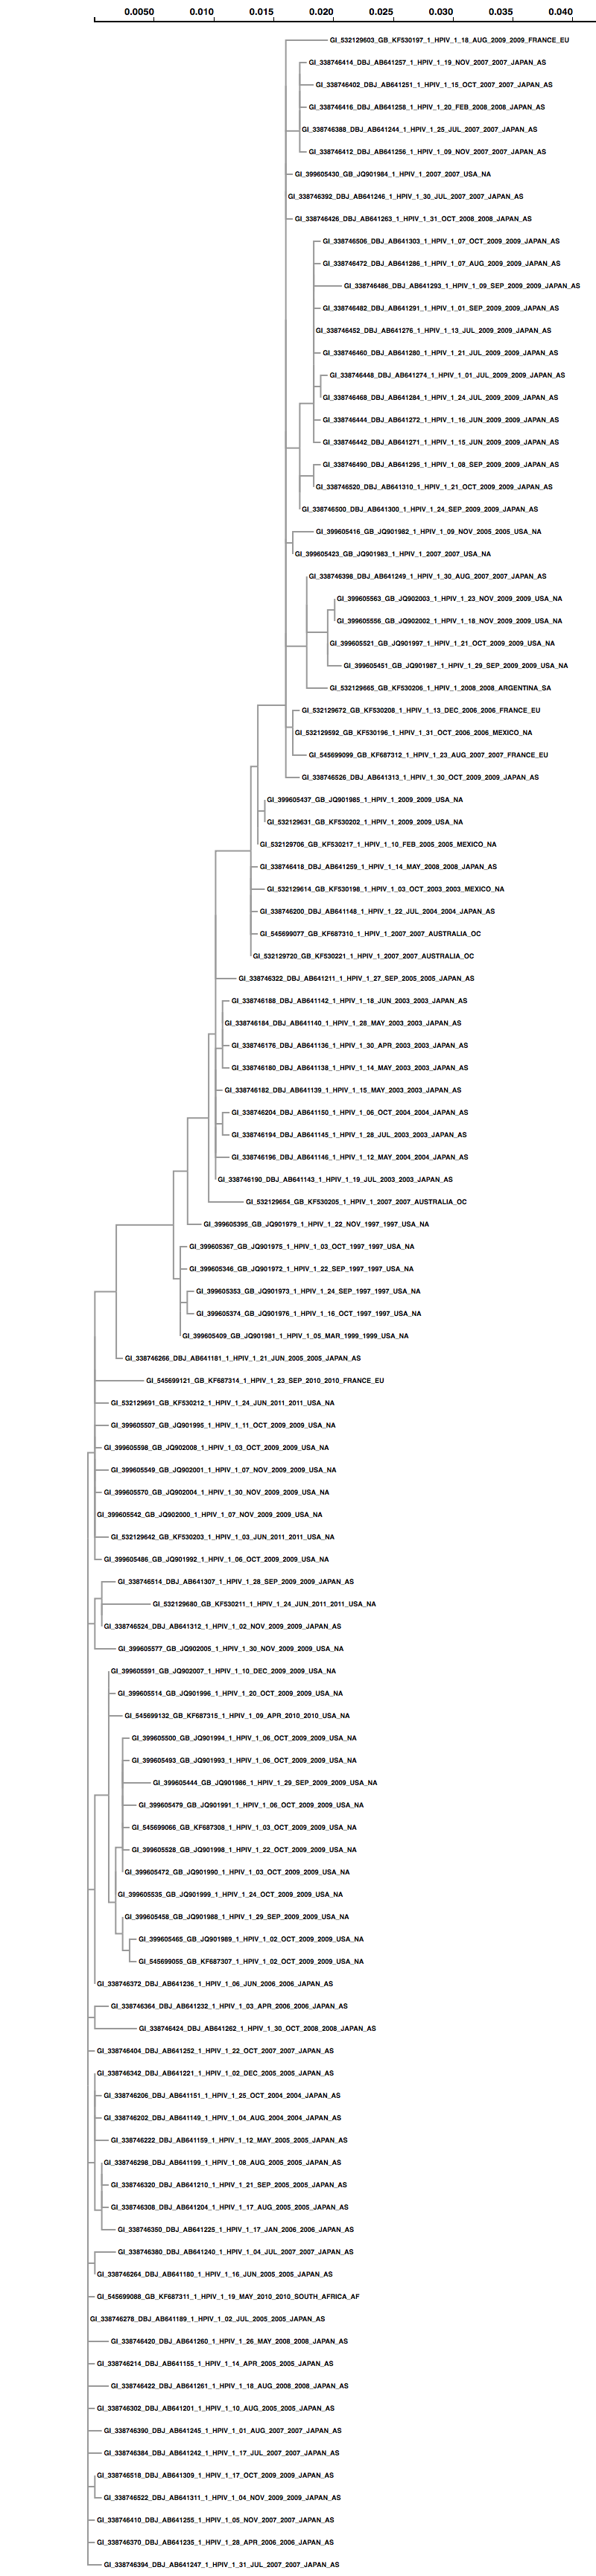 0.0050 0.010 0.015 0.020 0.025 0.030 0.035 0.040
GI_532129603_GB_KF530197_1_HPIV_1_18_AUG_2009_2009_FRANCE_EU
GI_338746414_DBJ_AB641257_1_HPIV_1_19_NOV_2007_2007_JAPAN_AS
GI_338746402_DBJ_AB641251_1_HPIV_1_15_OCT_2007_2007_JAPAN_AS
GI_338746416_DBJ_AB641258_1_HPIV_1_20_FEB_2008_2008_JAPAN_AS
GI_338746388_DBJ_AB641244_1_HPIV_1_25_JUL_2007_2007_JAPAN_AS
GI_338746412_DBJ_AB641256_1_HPIV_1_09_NOV_2007_2007_JAPAN_AS
GI_399605430_GB_JQ901984_1_HPIV_1_2007_2007_USA_NA
GI_338746392_DBJ_AB641246_1_HPIV_1_30_JUL_2007_2007_JAPAN_AS
GI_338746426_DBJ_AB641263_1_HPIV_1_31_OCT_2008_2008_JAPAN_AS
GI_338746506_DBJ_AB641303_1_HPIV_1_07_OCT_2009_2009_JAPAN_AS
GI_338746472_DBJ_AB641286_1_HPIV_1_07_AUG_2009_2009_JAPAN_AS
GI_338746486_DBJ_AB641293_1_HPIV_1_09_SEP_2009_2009_JAPAN_AS
GI_338746482_DBJ_AB641291_1_HPIV_1_01_SEP_2009_2009_JAPAN_AS
GI_338746452_DBJ_AB641276_1_HPIV_1_13_JUL_2009_2009_JAPAN_AS
GI_338746460_DBJ_AB641280_1_HPIV_1_21_JUL_2009_2009_JAPAN_AS
GI_338746448_DBJ_AB641274_1_HPIV_1_01_JUL_2009_2009_JAPAN_AS
GI_338746468_DBJ_AB641284_1_HPIV_1_24_JUL_2009_2009_JAPAN_AS
GI_338746444_DBJ_AB641272_1_HPIV_1_16_JUN_2009_2009_JAPAN_AS
GI_338746442_DBJ_AB641271_1_HPIV_1_15_JUN_2009_2009_JAPAN_AS
GI_338746490_DBJ_AB641295_1_HPIV_1_08_SEP_2009_2009_JAPAN_AS
GI_338746520_DBJ_AB641310_1_HPIV_1_21_OCT_2009_2009_JAPAN_AS
GI_338746500_DBJ_AB641300_1_HPIV_1_24_SEP_2009_2009_JAPAN_AS
GI_399605416_GB_JQ901982_1_HPIV_1_09_NOV_2005_2005_USA_NA
GI_399605423_GB_JQ901983_1_HPIV_1_2007_2007_USA_NA
GI_338746398_DBJ_AB641249_1_HPIV_1_30_AUG_2007_2007_JAPAN_AS
GI_399605563_GB_JQ902003_1_HPIV_1_23_NOV_2009_2009_USA_NA
GI_399605556_GB_JQ902002_1_HPIV_1_18_NOV_2009_2009_USA_NA
GI_399605521_GB_JQ901997_1_HPIV_1_21_OCT_2009_2009_USA_NA
GI_399605451_GB_JQ901987_1_HPIV_1_29_SEP_2009_2009_USA_NA
GI_532129665_GB_KF530206_1_HPIV_1_2008_2008_ARGENTINA_SA
GI_532129672_GB_KF530208_1_HPIV_1_13_DEC_2006_2006_FRANCE_EU
GI_532129592_GB_KF530196_1_HPIV_1_31_OCT_2006_2006_MEXICO_NA
GI_545699099_GB_KF687312_1_HPIV_1_23_AUG_2007_2007_FRANCE_EU
GI_338746526_DBJ_AB641313_1_HPIV_1_30_OCT_2009_2009_JAPAN_AS
GI_399605437_GB_JQ901985_1_HPIV_1_2009_2009_USA_NA
GI_532129631_GB_KF530202_1_HPIV_1_2009_2009_USA_NA
GI_532129706_GB_KF530217_1_HPIV_1_10_FEB_2005_2005_MEXICO_NA
GI_338746418_DBJ_AB641259_1_HPIV_1_14_MAY_2008_2008_JAPAN_AS
GI_532129614_GB_KF530198_1_HPIV_1_03_OCT_2003_2003_MEXICO_NA
GI_338746200_DBJ_AB641148_1_HPIV_1_22_JUL_2004_2004_JAPAN_AS
GI_545699077_GB_KF687310_1_HPIV_1_2007_2007_AUSTRALIA_OC
GI_532129720_GB_KF530221_1_HPIV_1_2007_2007_AUSTRALIA_OC
GI_338746322_DBJ_AB641211_1_HPIV_1_27_SEP_2005_2005_JAPAN_AS
GI_338746188_DBJ_AB641142_1_HPIV_1_18_JUN_2003_2003_JAPAN_AS
GI_338746184_DBJ_AB641140_1_HPIV_1_28_MAY_2003_2003_JAPAN_AS
GI_338746176_DBJ_AB641136_1_HPIV_1_30_APR_2003_2003_JAPAN_AS
GI_338746180_DBJ_AB641138_1_HPIV_1_14_MAY_2003_2003_JAPAN_AS
GI_338746182_DBJ_AB641139_1_HPIV_1_15_MAY_2003_2003_JAPAN_AS
GI_338746204_DBJ_AB641150_1_HPIV_1_06_OCT_2004_2004_JAPAN_AS
GI_338746194_DBJ_AB641145_1_HPIV_1_28_JUL_2003_2003_JAPAN_AS
GI_338746196_DBJ_AB641146_1_HPIV_1_12_MAY_2004_2004_JAPAN_AS
GI_338746190_DBJ_AB641143_1_HPIV_1_19_JUL_2003_2003_JAPAN_AS
GI_532129654_GB_KF530205_1_HPIV_1_2007_2007_AUSTRALIA_OC
GI_399605395_GB_JQ901979_1_HPIV_1_22_NOV_1997_1997_USA_NA
GI_399605367_GB_JQ901975_1_HPIV_1_03_OCT_1997_1997_USA_NA
GI_399605346_GB_JQ901972_1_HPIV_1_22_SEP_1997_1997_USA_NA
GI_399605353_GB_JQ901973_1_HPIV_1_24_SEP_1997_1997_USA_NA
GI_399605374_GB_JQ901976_1_HPIV_1_16_OCT_1997_1997_USA_NA
GI_399605409_GB_JQ901981_1_HPIV_1_05_MAR_1999_1999_USA_NA
GI_338746266_DBJ_AB641181_1_HPIV_1_21_JUN_2005_2005_JAPAN_AS
GI_545699121_GB_KF687314_1_HPIV_1_23_SEP_2010_2010_FRANCE_EU
GI_532129691_GB_KF530212_1_HPIV_1_24_JUN_2011_2011_USA_NA
GI_399605507_GB_JQ901995_1_HPIV_1_11_OCT_2009_2009_USA_NA
GI_399605598_GB_JQ902008_1_HPIV_1_03_OCT_2009_2009_USA_NA
GI_399605549_GB_JQ902001_1_HPIV_1_07_NOV_2009_2009_USA_NA
GI_399605570_GB_JQ902004_1_HPIV_1_30_NOV_2009_2009_USA_NA
GI_399605542_GB_JQ902000_1_HPIV_1_07_NOV_2009_2009_USA_NA
GI_532129642_GB_KF530203_1_HPIV_1_03_JUN_2011_2011_USA_NA
GI_399605486_GB_JQ901992_1_HPIV_1_06_OCT_2009_2009_USA_NA
GI_338746514_DBJ_AB641307_1_HPIV_1_28_SEP_2009_2009_JAPAN_AS
GI_532129680_GB_KF530211_1_HPIV_1_24_JUN_2011_2011_USA_NA
GI_338746524_DBJ_AB641312_1_HPIV_1_02_NOV_2009_2009_JAPAN_AS
GI_399605577_GB_JQ902005_1_HPIV_1_30_NOV_2009_2009_USA_NA
GI_399605591_GB_JQ902007_1_HPIV_1_10_DEC_2009_2009_USA_NA
GI_399605514_GB_JQ901996_1_HPIV_1_20_OCT_2009_2009_USA_NA
GI_545699132_GB_KF687315_1_HPIV_1_09_APR_2010_2010_USA_NA
GI_399605500_GB_JQ901994_1_HPIV_1_06_OCT_2009_2009_USA_NA
GI_399605493_GB_JQ901993_1_HPIV_1_06_OCT_2009_2009_USA_NA
GI_399605444_GB_JQ901986_1_HPIV_1_29_SEP_2009_2009_USA_NA
GI_399605479_GB_JQ901991_1_HPIV_1_06_OCT_2009_2009_USA_NA
GI_545699066_GB_KF687308_1_HPIV_1_03_OCT_2009_2009_USA_NA
GI_399605528_GB_JQ901998_1_HPIV_1_22_OCT_2009_2009_USA_NA
GI_399605472_GB_JQ901990_1_HPIV_1_03_OCT_2009_2009_USA_NA
GI_399605535_GB_JQ901999_1_HPIV_1_24_OCT_2009_2009_USA_NA
GI_399605458_GB_JQ901988_1_HPIV_1_29_SEP_2009_2009_USA_NA
GI_399605465_GB_JQ901989_1_HPIV_1_02_OCT_2009_2009_USA_NA
GI_545699055_GB_KF687307_1_HPIV_1_02_OCT_2009_2009_USA_NA
GI_338746372_DBJ_AB641236_1_HPIV_1_06_JUN_2006_2006_JAPAN_AS
GI_338746364_DBJ_AB641232_1_HPIV_1_03_APR_2006_2006_JAPAN_AS
GI_338746424_DBJ_AB641262_1_HPIV_1_30_OCT_2008_2008_JAPAN_AS
GI_338746404_DBJ_AB641252_1_HPIV_1_22_OCT_2007_2007_JAPAN_AS
GI_338746342_DBJ_AB641221_1_HPIV_1_02_DEC_2005_2005_JAPAN_AS
GI_338746206_DBJ_AB641151_1_HPIV_1_25_OCT_2004_2004_JAPAN_AS
GI_338746202_DBJ_AB641149_1_HPIV_1_04_AUG_2004_2004_JAPAN_AS
GI_338746222_DBJ_AB641159_1_HPIV_1_12_MAY_2005_2005_JAPAN_AS
GI_338746298_DBJ_AB641199_1_HPIV_1_08_AUG_2005_2005_JAPAN_AS
GI_338746320_DBJ_AB641210_1_HPIV_1_21_SEP_2005_2005_JAPAN_AS
GI_338746308_DBJ_AB641204_1_HPIV_1_17_AUG_2005_2005_JAPAN_AS
GI_338746350_DBJ_AB641225_1_HPIV_1_17_JAN_2006_2006_JAPAN_AS
GI_338746380_DBJ_AB641240_1_HPIV_1_04_JUL_2007_2007_JAPAN_AS
GI_338746264_DBJ_AB641180_1_HPIV_1_16_JUN_2005_2005_JAPAN_AS
GI_545699088_GB_KF687311_1_HPIV_1_19_MAY_2010_2010_SOUTH_AFRICA_AF
GI_338746278_DBJ_AB641189_1_HPIV_1_02_JUL_2005_2005_JAPAN_AS
GI_338746420_DBJ_AB641260_1_HPIV_1_26_MAY_2008_2008_JAPAN_AS
GI_338746214_DBJ_AB641155_1_HPIV_1_14_APR_2005_2005_JAPAN_AS
GI_338746422_DBJ_AB641261_1_HPIV_1_18_AUG_2008_2008_JAPAN_AS
GI_338746302_DBJ_AB641201_1_HPIV_1_10_AUG_2005_2005_JAPAN_AS
GI_338746390_DBJ_AB641245_1_HPIV_1_01_AUG_2007_2007_JAPAN_AS
GI_338746384_DBJ_AB641242_1_HPIV_1_17_JUL_2007_2007_JAPAN_AS
GI_338746518_DBJ_AB641309_1_HPIV_1_17_OCT_2009_2009_JAPAN_AS
GI_338746522_DBJ_AB641311_1_HPIV_1_04_NOV_2009_2009_JAPAN_AS
GI_338746410_DBJ_AB641255_1_HPIV_1_05_NOV_2007_2007_JAPAN_AS
GI_338746370_DBJ_AB641235_1_HPIV_1_28_APR_2006_2006_JAPAN_AS
GI_338746394_DBJ_AB641247_1_HPIV_1_31_JUL_2007_2007_JAPAN_AS